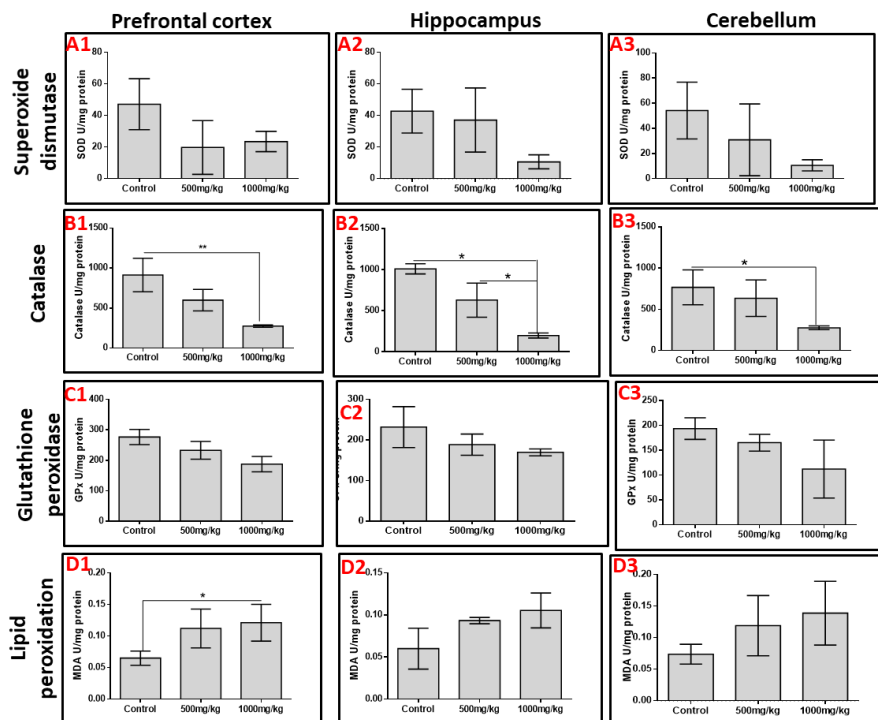 Prefrontal cortex
Hippocampus
Cerebellum
Superoxide
dismutase
A1
SOD U/mg protein
80
60
40
20
0
Control 500mg/kg 1000mg/kg
A2
SOD U/mg protein
80
60
40
20
0
Control 500mg/kg 1000mg/kg
A3
SOD U/mg protein
100
80
60
40
20
0
Control 500mg/kg 1000mg/kg
Catalase
B1
Catalase U/mg protein
1500
1000
500
0
**
Control 500mg/kg 1000mg/kg
B2
Catalase U/mg protein
1500
1000
500
0
*
*
Control 500mg/kg 1000mg/kg
B3
Catalase U/mg protein
1500
1000
500
0
*
Control 500mg/kg 1000mg/kg
Glutathione
peroxidase
C1
GPx U/mg protein
400
300
200
100
0
Control 500mg/kg 1000mg/kg
C2
protein
300
200
100
0
Control 500mg/kg 1000mg/kg
C3
GPx U/mg protein
250
200
150
100
50
0
Control 500mg/kg 1000mg/kg
Lipid
peroxidation
D1
MDA U/mg protein
0.20
0.15
0.10
0.05
0.00
*
Control 500mg/kg 1000mg/kg
D2
MDA U/mg protein
0.15
0.10
0.05
0.00
Control 500mg/kg 1000mg/kg
D3
MDA U/mg protein
0.20
0.15
0.10
0.05
0.00
Control 500mg/kg 1000mg/kg